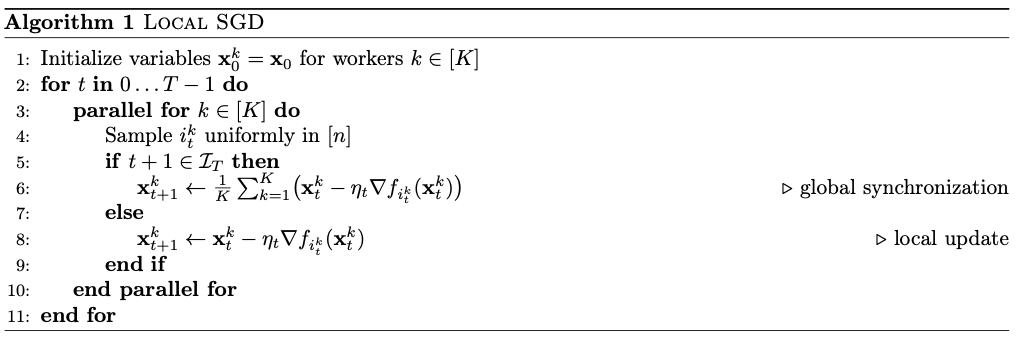 Algorithm 1 LOCAL SGD
1: Initialize variables $\mathbf{x}_0^k = \mathbf{x}_0$ for workers $k \in [K]$
2: for $t$ in $0 \ldots T-1$ do
3: parallel for $k \in [K]$ do
4: Sample $i_t^k$ uniformly in $[n]$
5: if $t+1 \in \mathcal{I}_T$ then
6: $\mathbf{x}_{t+1}^k \leftarrow \frac{1}{K} \sum_{k=1}^K \left( \mathbf{x}_t^k - \eta_t \nabla f_{i_t^k}(\mathbf{x}_t^k) \right)$ ▷ global synchronization
7: else
8: $\mathbf{x}_{t+1}^k \leftarrow \mathbf{x}_t^k - \eta_t \nabla f_{i_t^k}(\mathbf{x}_t^k)$ ▷ local update
9: end if
10: end parallel for
11: end for